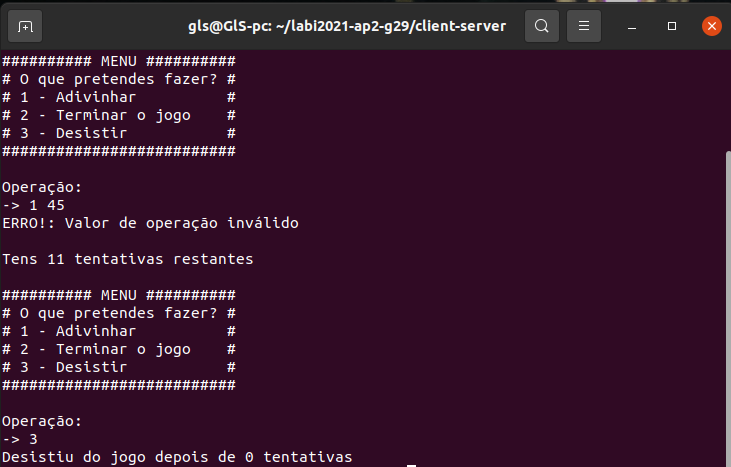 gls@GlS-pc: ~/labi2021-ap2-g29/client-server
########## MENU ##########
# O que pretendes fazer? #
# 1 - Adivinhar          #
# 2 - Terminar o jogo    #
# 3 - Desistir           #
##########################
Operação:
-> 1 45
ERRO!: Valor de operação inválido
Tens 11 tentativas restantes
########## MENU ##########
# O que pretendes fazer? #
# 1 - Adivinhar          #
# 2 - Terminar o jogo    #
# 3 - Desistir           #
##########################
Operação:
-> 3
Desistiu do jogo depois de 0 tentativas